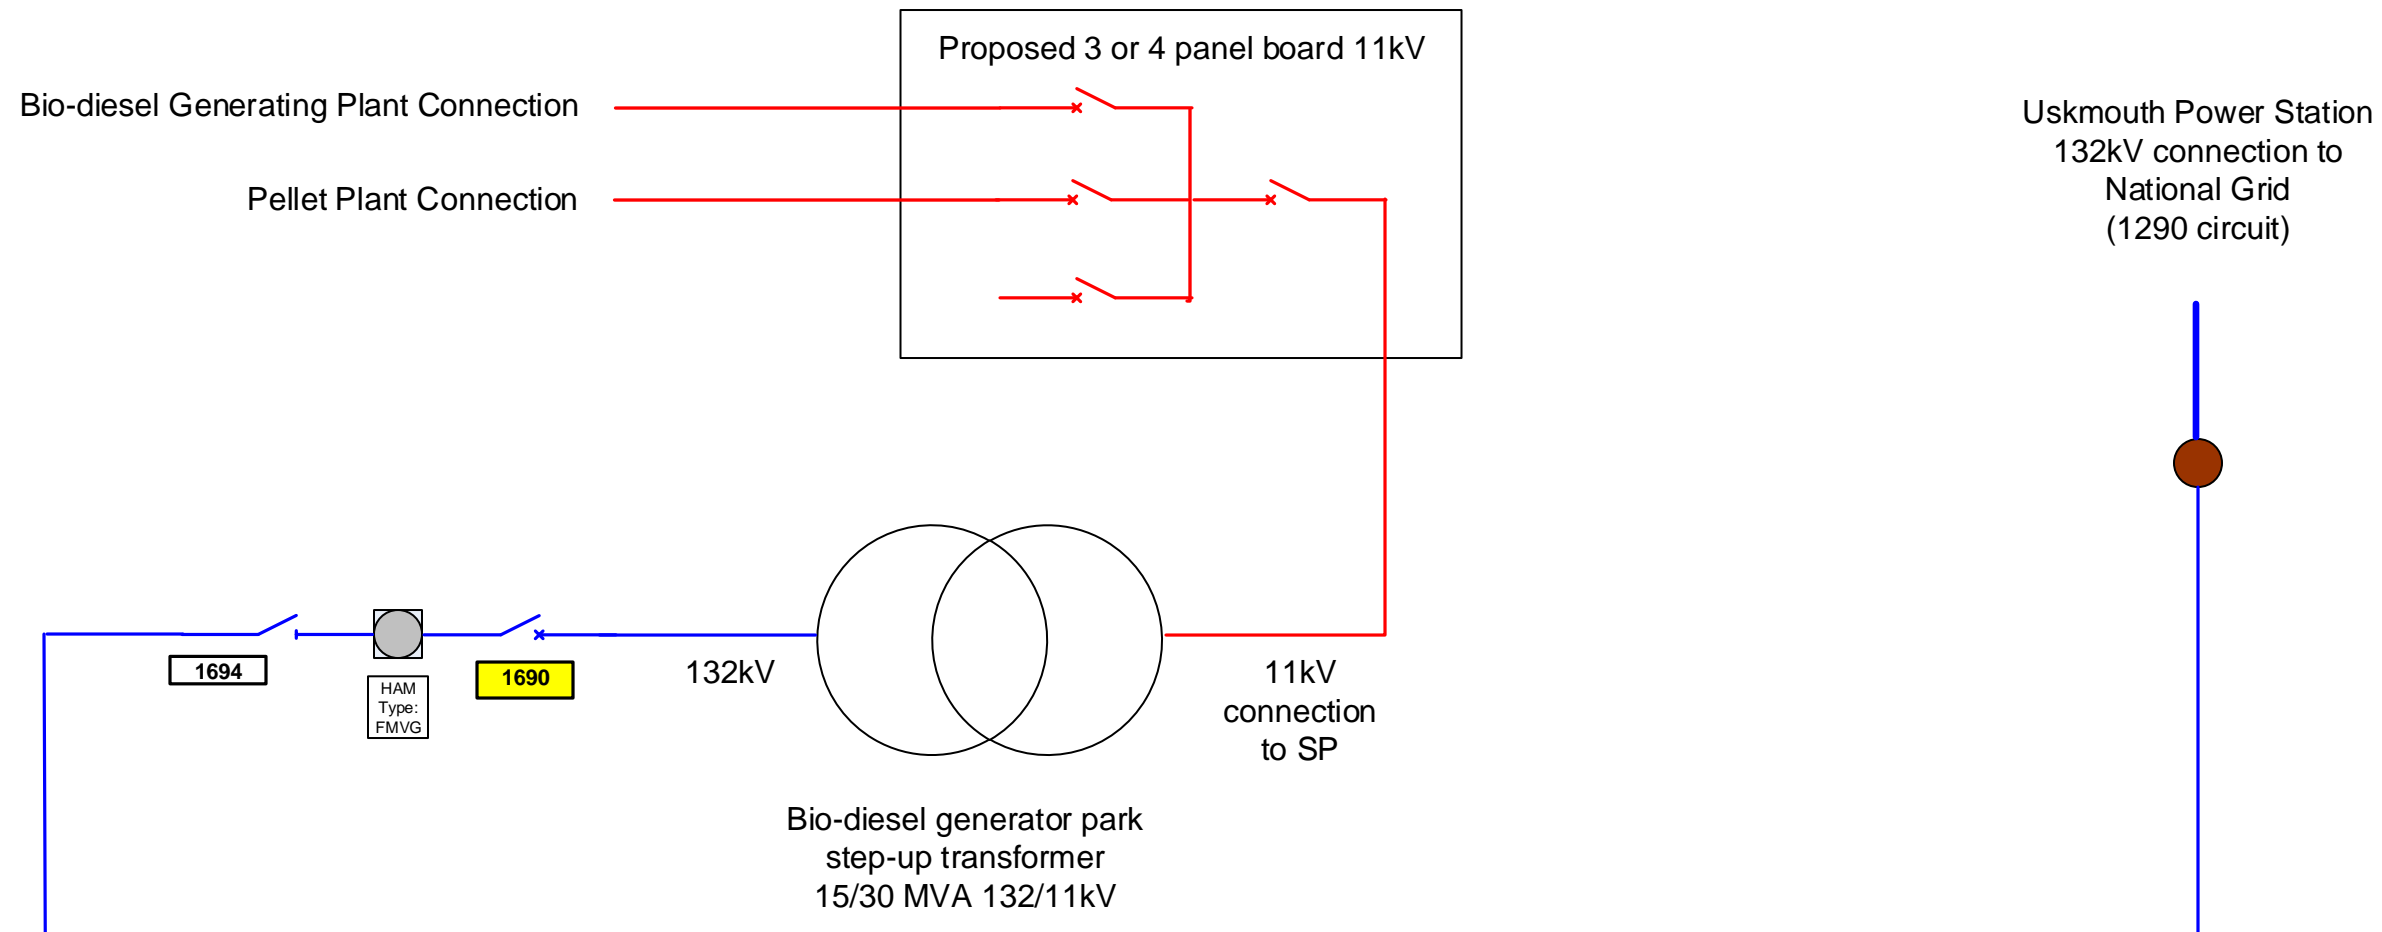 Proposed 3 or 4 panel board 11kV
Bio-diesel Generating Plant Connection
Pellet Plant Connection
Uskmouth Power Station
132kV connection to
National Grid
(1290 circuit)
1694
HAM
Type:
FMVG
1690
132kV
11kV
connection
to SP
Bio-diesel generator park
step-up transformer
15/30 MVA 132/11kV